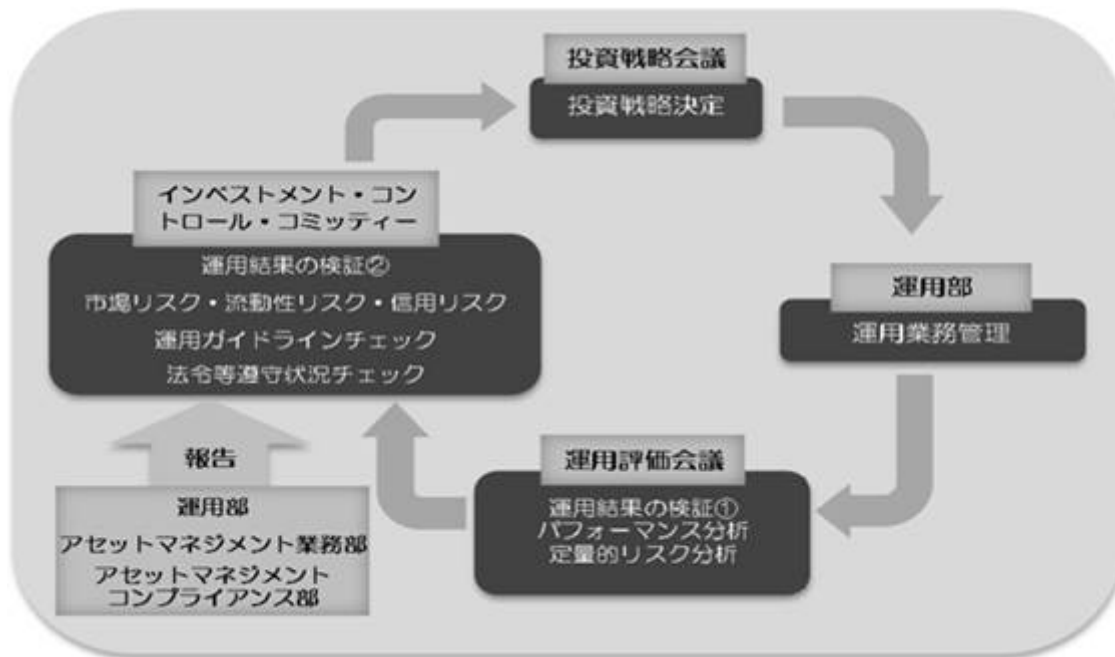 投資戦略会議
投資戦略決定
インベストメント・コン
トロール・コミッティー
運用結果の検証②
市場リスク・流動性リスク・信用リスク
運用ガイドラインチェック
法令等遵守状況チェック
運用部
運用業務管理
運用評価会議
運用結果の検証①
パフォーマンス分析
定量的リスク分析
報告
運用部
アセットマネジメント業務部
アセットマネジメント
コンプライアンス部